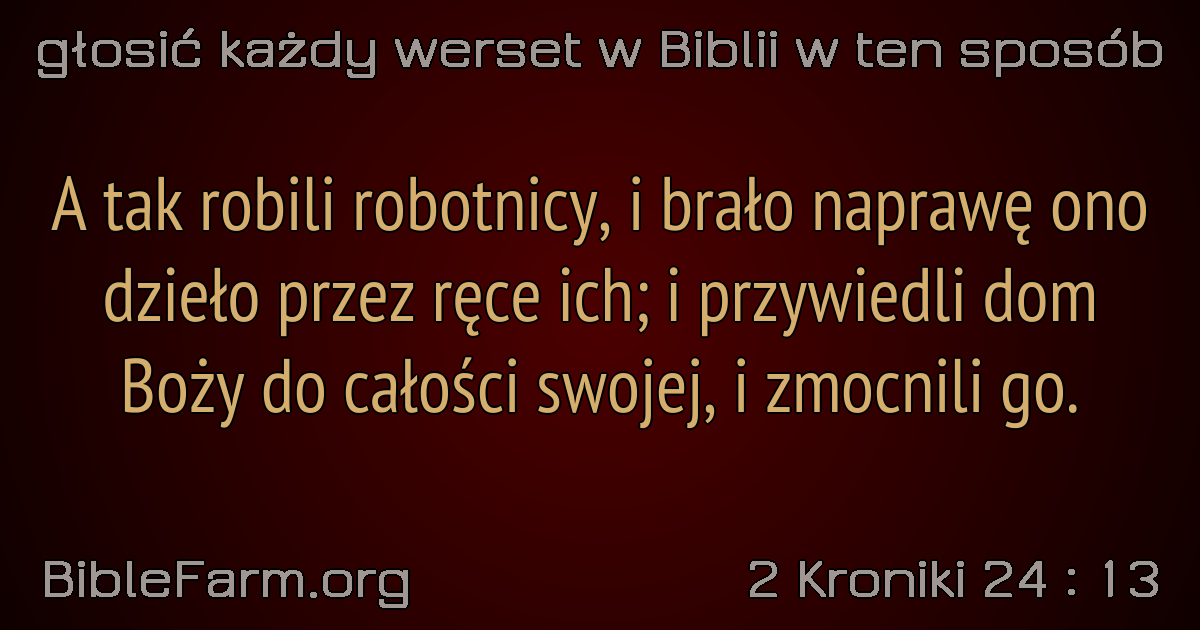 głosić każdy werset w Biblii w ten sposób
A tak robili robotnicy, i brało naprawę ono
dzieło przez ręce ich; i przywiedli dom
Boży do całości swojej, i zmocnili go.
BibleFarm.org
2 Kroniki 24 : 13